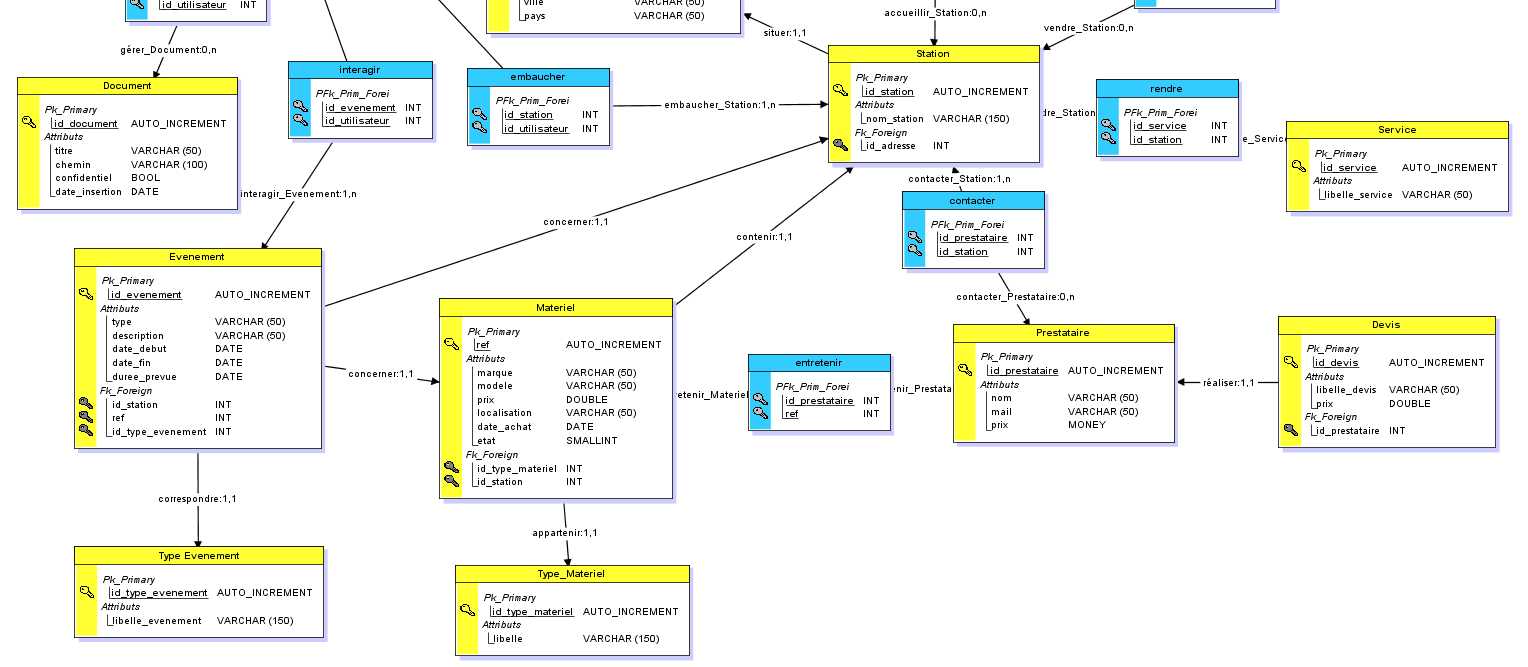 id_utilisateur INT
ville VARCHAR (50)
pays VARCHAR (50)
accueillir_Station:0,n
vendre_Station:0,n
situer:1,1
gérer_Document:0,n
Document
Pk_Primary
id_document AUTO_INCREMENT
Attributs
titre VARCHAR (50)
chemin VARCHAR (100)
confidentiel BOOL
date_insertion DATE
interagir
PFk_Prim_Forei
id_evenement INT
id_utilisateur INT
interagir_Evenement:1,n
embaucher
PFk_Prim_Forei
id_station INT
id_utilisateur INT
embaucher_Station:1,n
Station
Pk_Primary
id_station AUTO_INCREMENT
Attributs
nom_station VARCHAR (150)
Fk_Foreign
id_adresse INT
dre_Station
rendre
PFk_Prim_Forei
id_service INT
id_station INT
e_Servic
Service
Pk_Primary
id_service AUTO_INCREMENT
Attributs
libelle_service VARCHAR (50)
contacter_Station:1,n
contacter
PFk_Prim_Forei
id_prestataire INT
id_station INT
contacter_Prestataire:0,n
concerner:1,1
contenir:1,1
Evenement
Pk_Primary
id_evenement AUTO_INCREMENT
Attributs
type VARCHAR (50)
description VARCHAR (50)
date_debut DATE
date_fin DATE
duree_prevue DATE
Fk_Foreign
id_station INT
ref INT
id_type_evenement INT
concerner:1,1
Materiel
Pk_Primary
ref AUTO_INCREMENT
Attributs
marque VARCHAR (50)
modele VARCHAR (50)
prix DOUBLE
localisation VARCHAR (50)
date_achat DATE
etat SMALLINT
Fk_Foreign
id_type_materiel INT
id_station INT
retenir_Materiel
entretenir
PFk_Prim_Forei
id_prestataire INT
ref INT
enir_Prestata
Prestataire
Pk_Primary
id_prestataire AUTO_INCREMENT
Attributs
nom VARCHAR (50)
mail VARCHAR (50)
prix MONEY
réaliser:1,1
Devis
Pk_Primary
id_devis AUTO_INCREMENT
Attributs
libelle_devis VARCHAR (50)
prix DOUBLE
Fk_Foreign
id_prestataire INT
correspondre:1,1
appartenir:1,1
Type Evenement
Pk_Primary
id_type_evenement AUTO_INCREMENT
Attributs
libelle_evenement VARCHAR (150)
Type_Materiel
Pk_Primary
id_type_materiel AUTO_INCREMENT
Attributs
libelle VARCHAR (150)